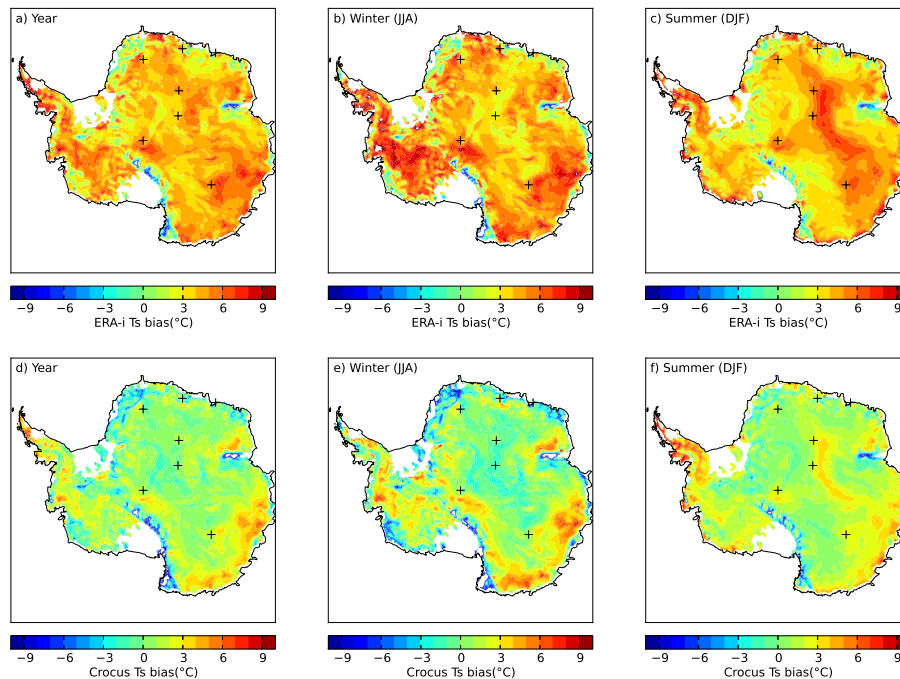 a) Year
b) Winter (JJA)
c) Summer (DJF)
−9 −6 −3 0 3 6 9
−9 −6 −3 0 3 6 9
−9 −6 −3 0 3 6 9
ERA-i Ts bias(°C)
ERA-i Ts bias(°C)
ERA-i Ts bias(°C)
d) Year
e) Winter (JJA)
f) Summer (DJF)
−9 −6 −3 0 3 6 9
−9 −6 −3 0 3 6 9
−9 −6 −3 0 3 6 9
Crocus Ts bias(°C)
Crocus Ts bias(°C)
Crocus Ts bias(°C)